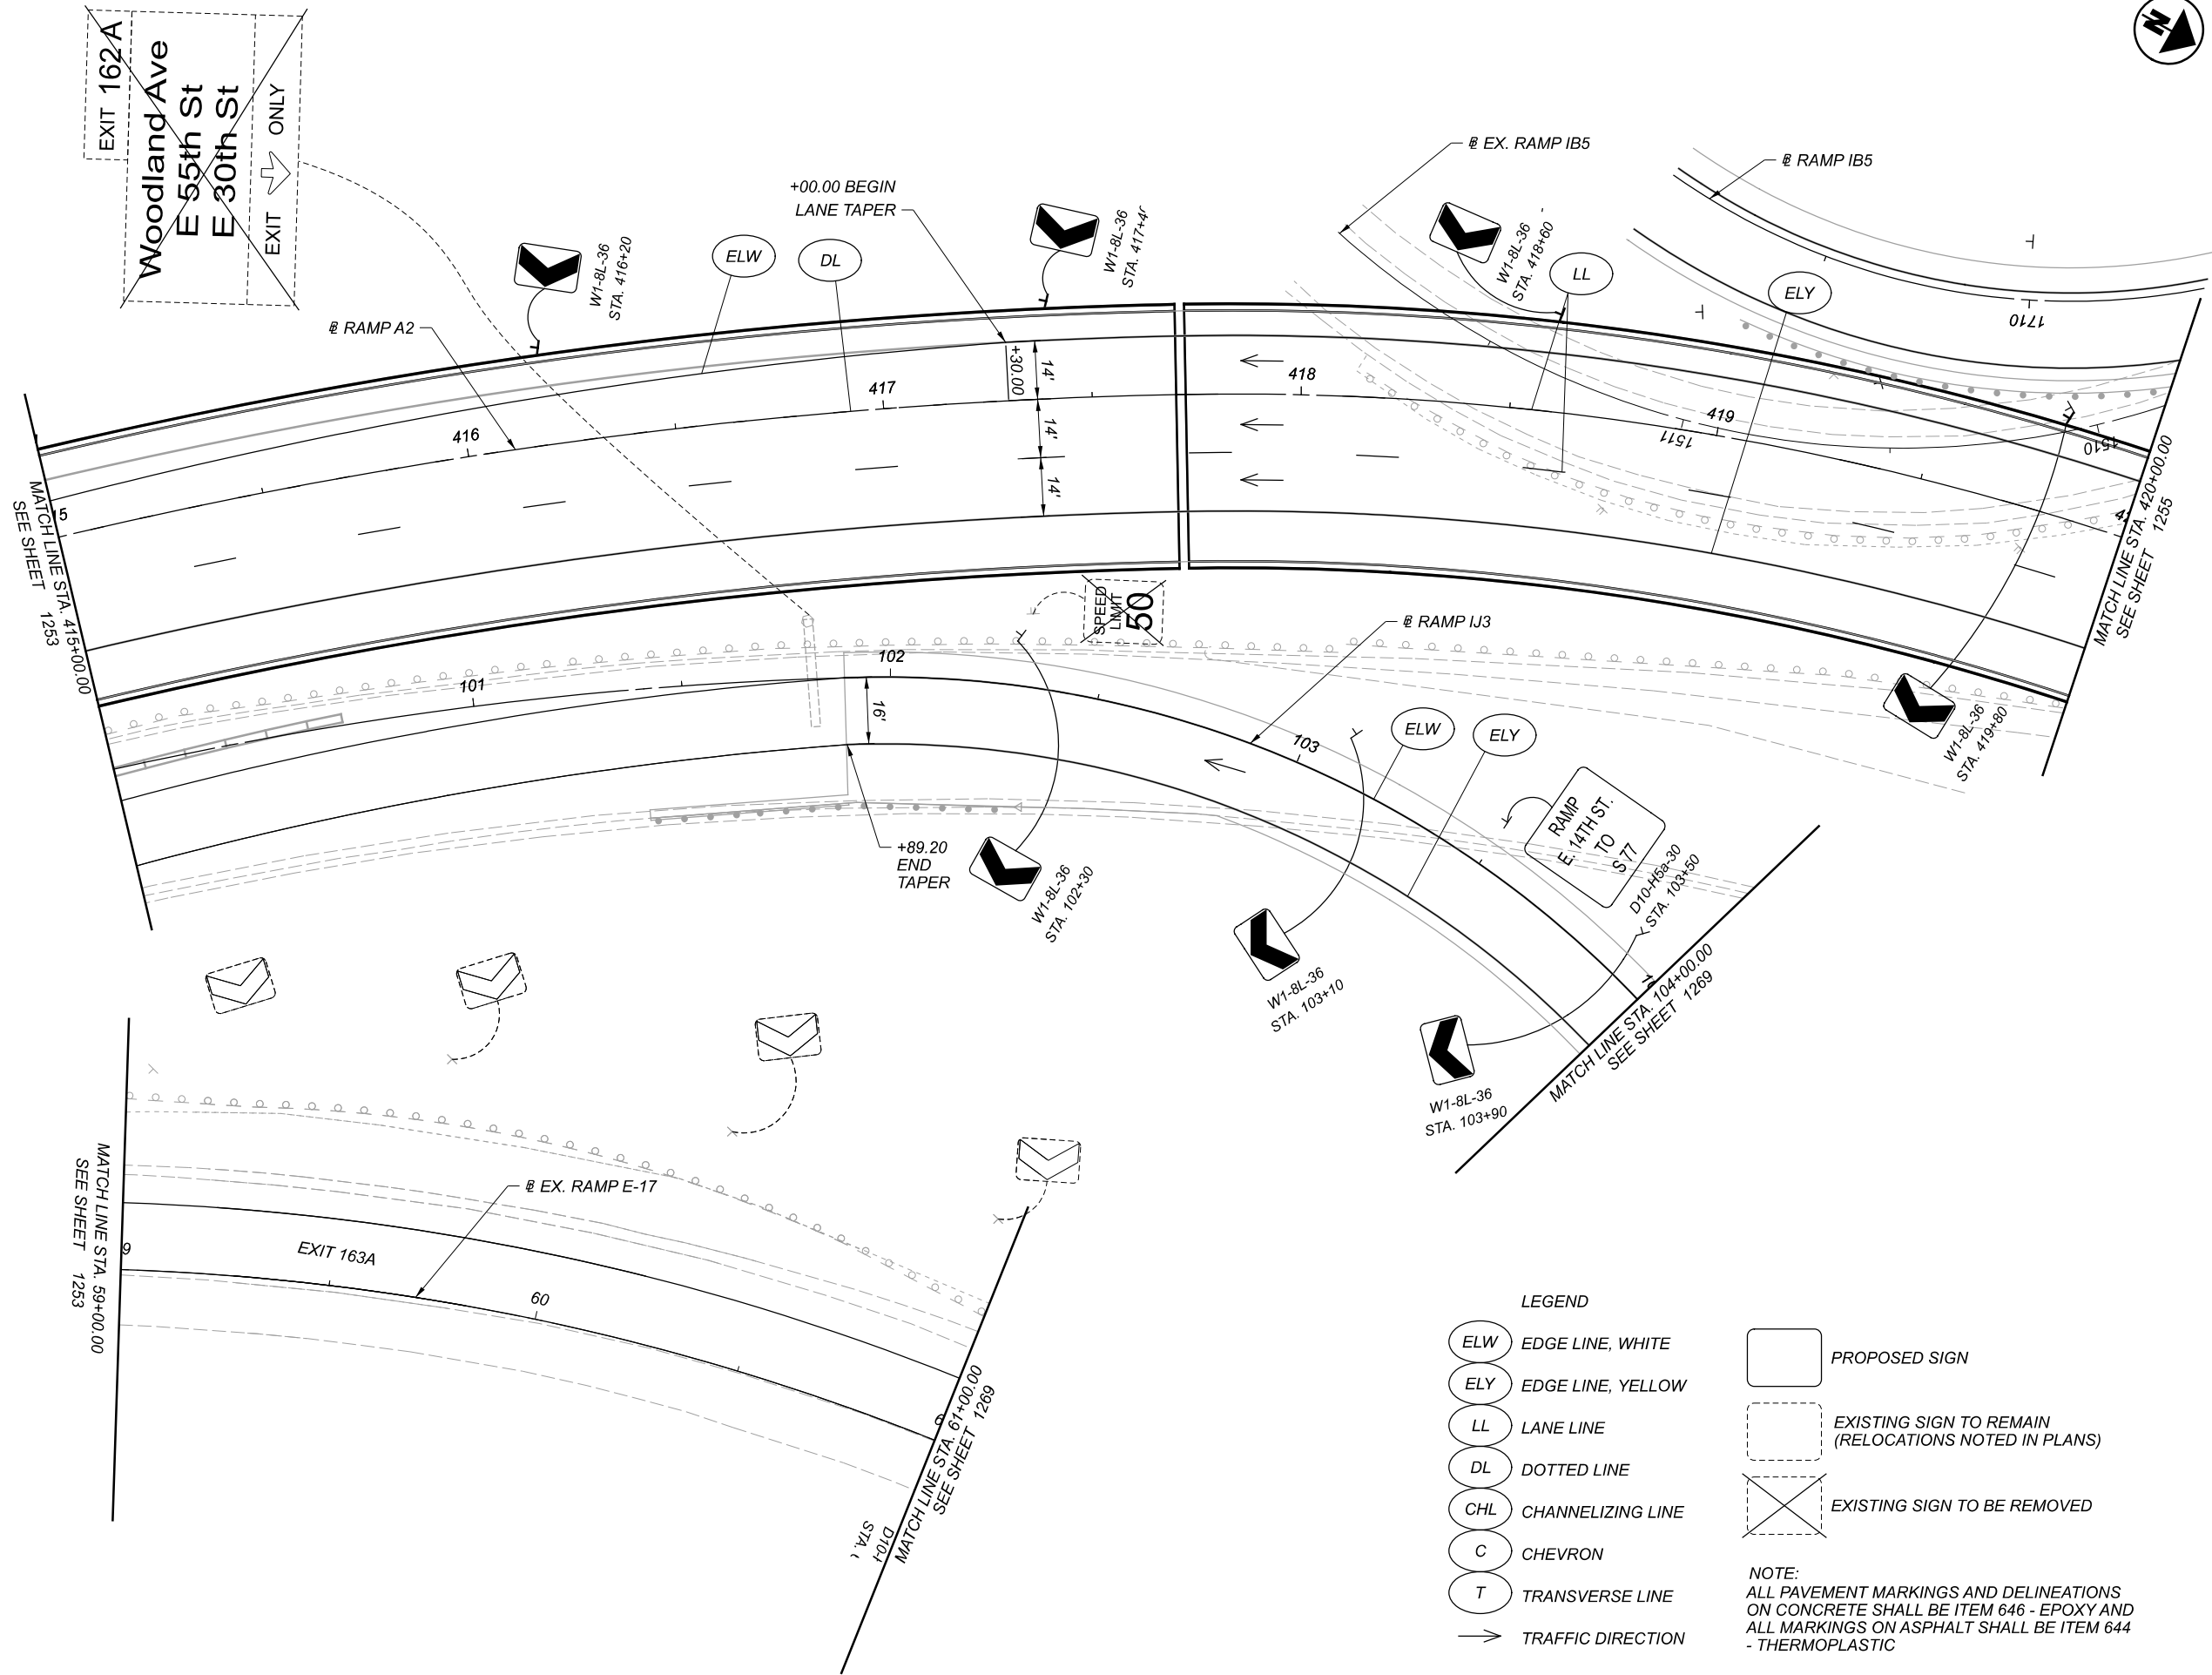 EXIT 162 A
Woodland Ave
E 55th St
E 30th St
EXIT ONLY
N
+00.00 BEGIN
LANE TAPER
W1-8L-36
STA. 416+20
ELW
DL
W1-8L-36
℄ EX. RAMP IB5
W1-8L-36
STA. 418+60
LL
℄ RAMP IB5
ELY
1710
℄ RAMP A2
416
417
+30.00
14'
14'
14'
418
419
1511
1510
MATCH LINE STA. 415+00.00
SEE SHEET 1253
MATCH LINE STA. 420+00.00
SEE SHEET 1255
SPEED
LIMIT
50
℄ RAMP IJ3
101
102
16'
103
ELW
ELY
W1-8L-36
STA. 419+80
+89.20
END
TAPER
W1-8L-36
STA. 102+30
RAMP
E. 14TH ST.
TO
S 77
D10-H5a-30
STA. 103+50
W1-8L-36
STA. 103+10
W1-8L-36
STA. 103+90
MATCH LINE STA. 104+00.00
SEE SHEET 1269
MATCH LINE STA. 59+00.00
SEE SHEET 1253
℄ EX. RAMP E-17
EXIT 163A
60
MATCH LINE STA. 61+00.00
SEE SHEET 1269
LEGEND
ELW EDGE LINE, WHITE
ELY EDGE LINE, YELLOW
LL LANE LINE
DL DOTTED LINE
CHL CHANNELIZING LINE
C CHEVRON
T TRANSVERSE LINE
TRAFFIC DIRECTION
PROPOSED SIGN
EXISTING SIGN TO REMAIN
(RELOCATIONS NOTED IN PLANS)
EXISTING SIGN TO BE REMOVED
NOTE:
ALL PAVEMENT MARKINGS AND DELINEATIONS
ON CONCRETE SHALL BE ITEM 646 - EPOXY AND
ALL MARKINGS ON ASPHALT SHALL BE ITEM 644
- THERMOPLASTIC